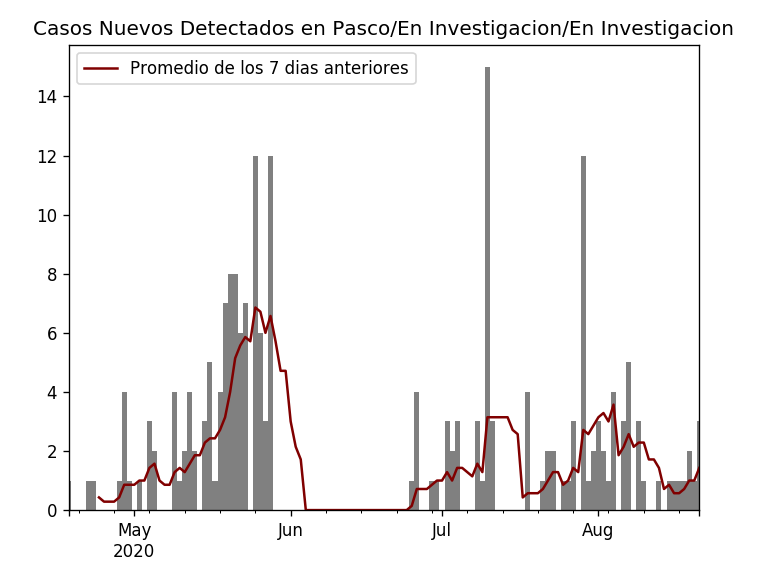 Casos Nuevos Detectados en Pasco/En Investigacion/En Investigacion
Promedio de los 7 dias anteriores
14
12
10
8
6
4
2
0
May
2020
Jun
Jul
Aug